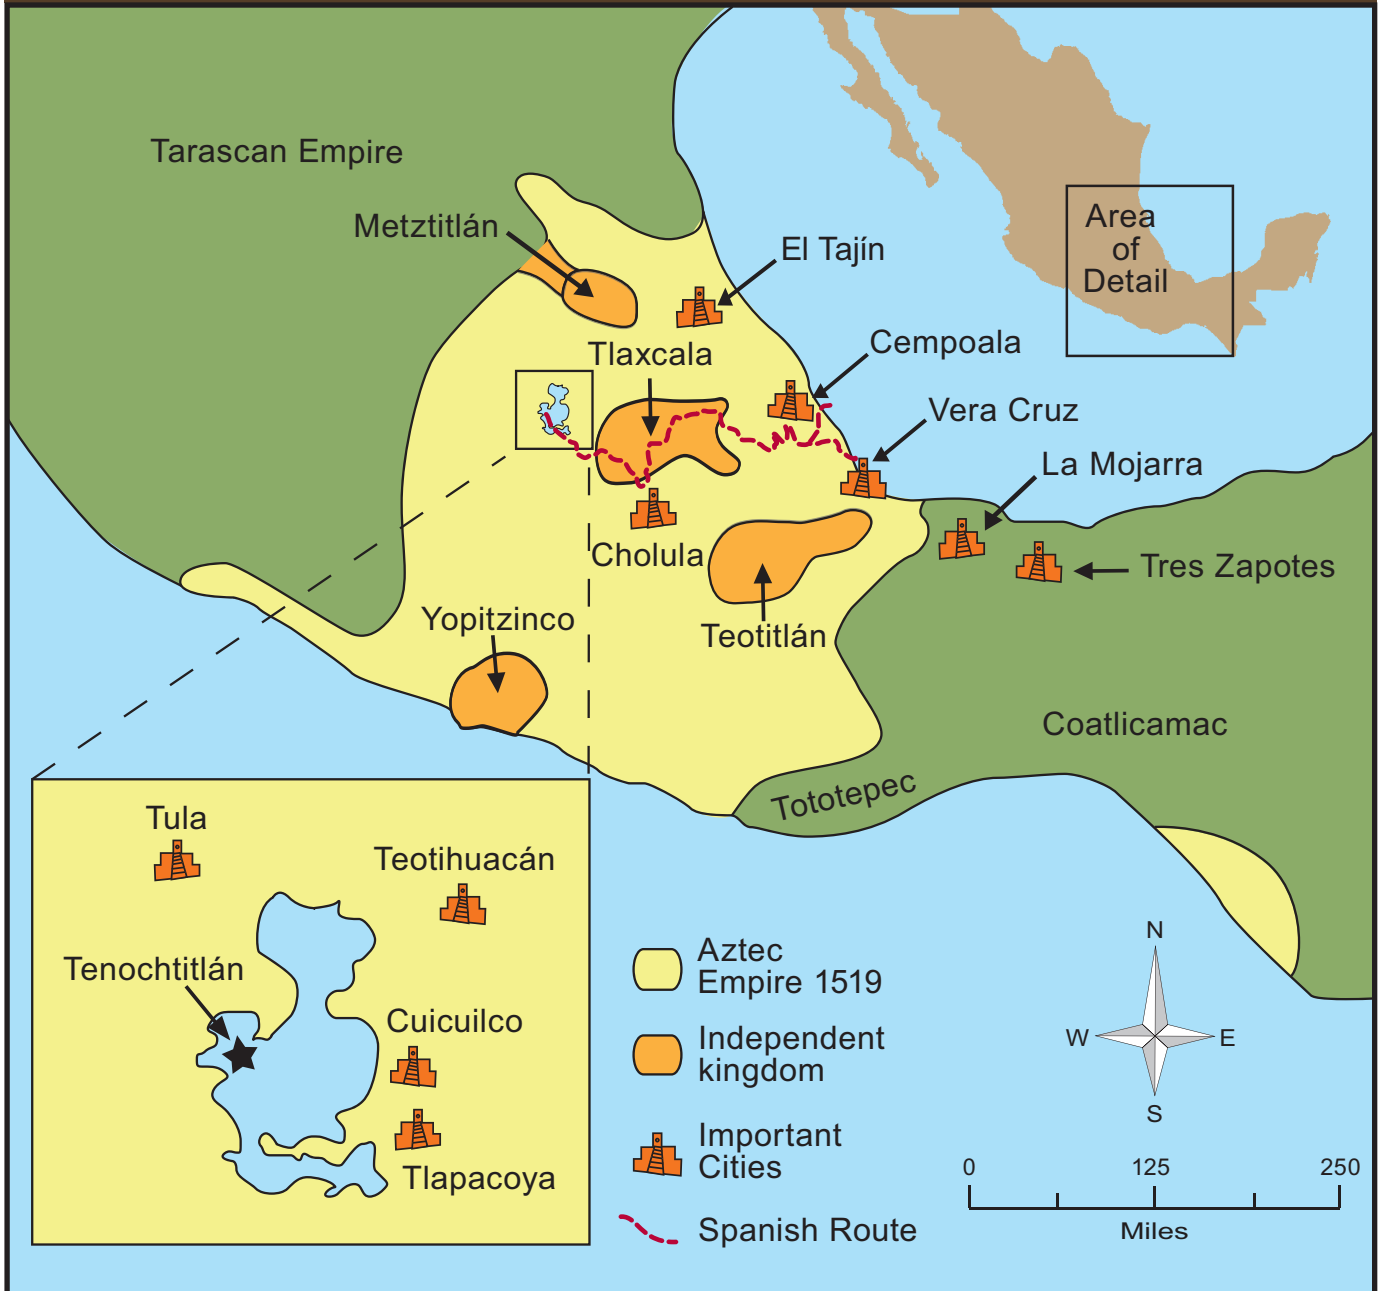 Tarascan Empire
Metztitlán
El Tajín
Area
of
Detail
Tlaxcala
Cempoala
Vera Cruz
La Mojarra
Cholula
Tres Zapotes
Yopitzinco
Teotitlán
Coatlicamac
Tototepec
Tula
Teotihuacán
Tenochtitlán
Cuicuilco
Tlapacoya
Aztec
Empire 1519
Independent
kingdom
Important
Cities
Spanish Route
N
W E
S
0 125 250
Miles